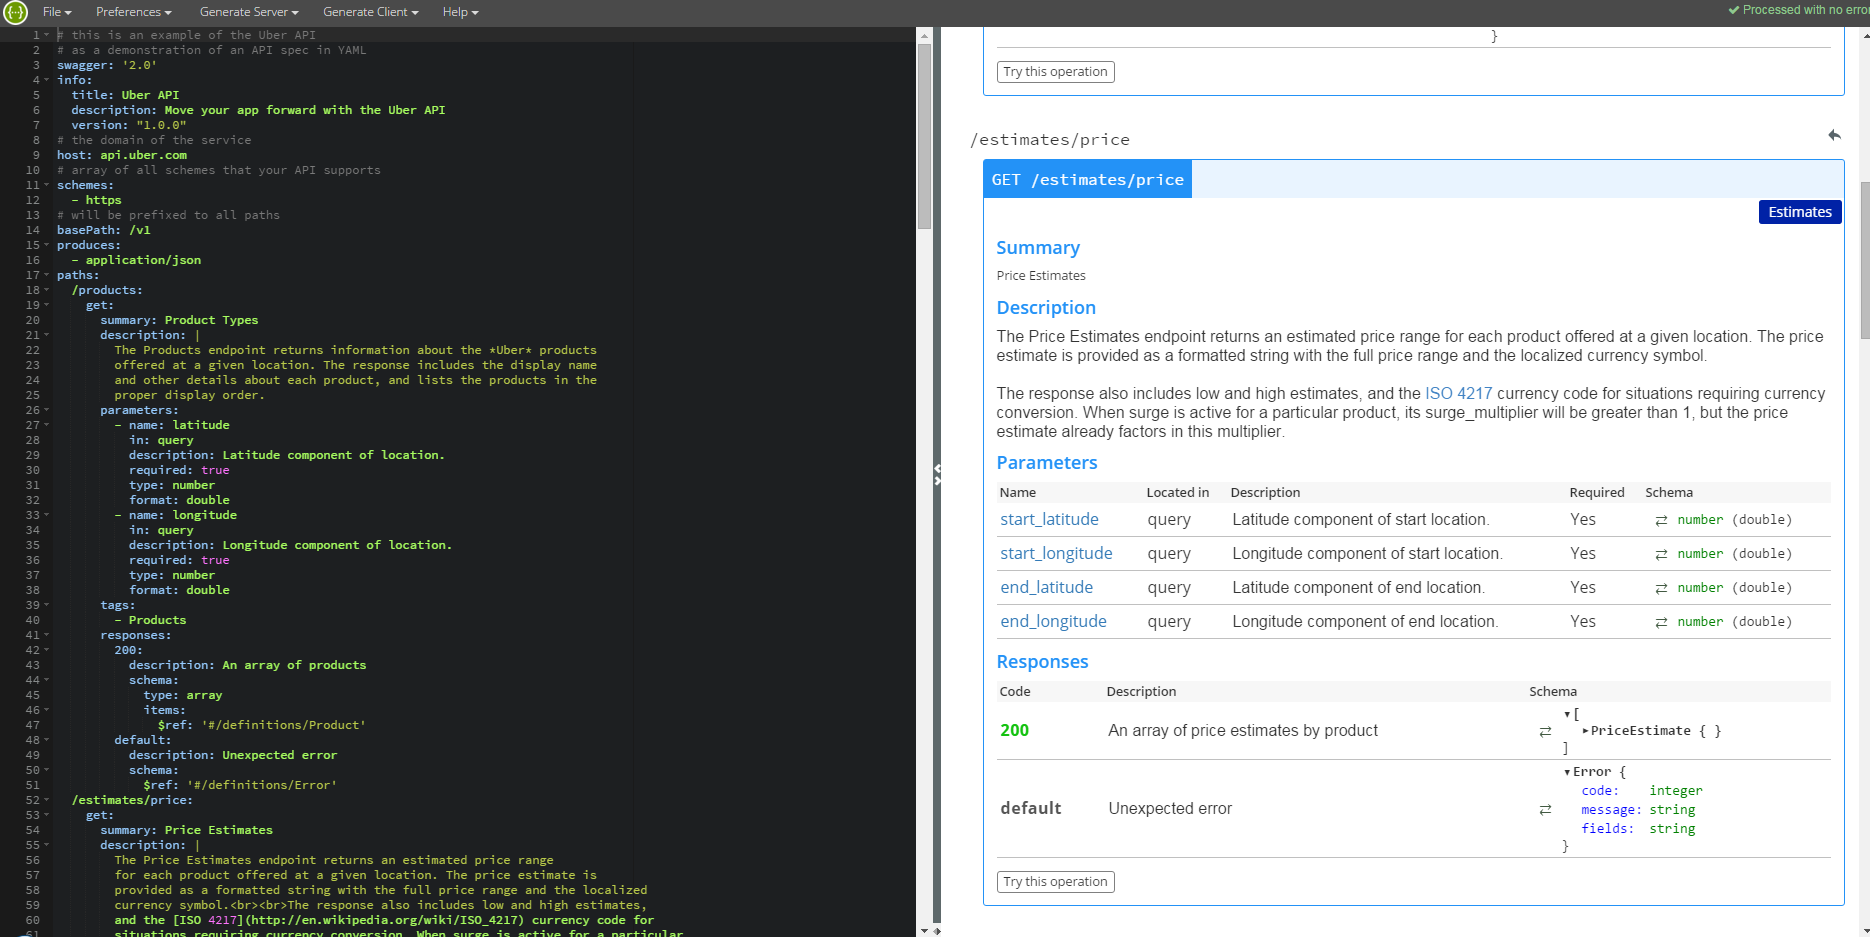 File Preferences Generate Server Generate Client Help
Processed with no erro
1 # this is an example of the Uber API
2 # as a demonstration of an API spec in YAML
3 swagger: '2.0'
4 info:
5 title: Uber API
6 description: Move your app forward with the Uber API
7 version: "1.0.0"
8 # the domain of the service
9 host: api.uber.com
10 # array of all schemes that your API supports
11 schemes:
12 - https
13 # will be prefixed to all paths
14 basePath: /v1
15 produces:
16 - application/json
17 paths:
18 /products:
19 get:
20 summary: Product Types
21 description: |
22 The Products endpoint returns information about the *Uber* products
23 offered at a given location. The response includes the display name
24 and other details about each product, and lists the products in the
25 proper display order.
26 parameters:
27 - name: latitude
28 in: query
29 description: Latitude component of location.
30 required: true
31 type: number
32 format: double
33 - name: longitude
34 in: query
35 description: Longitude component of location.
36 required: true
37 type: number
38 format: double
39 tags:
40 - Products
41 responses:
42 200:
43 description: An array of products
44 schema:
45 type: array
46 items:
47 $ref: '#/definitions/Product'
48 default:
49 description: Unexpected error
50 schema:
51 $ref: '#/definitions/Error'
52 /estimates/price:
53 get:
54 summary: Price Estimates
55 description: |
56 The Price Estimates endpoint returns an estimated price range
57 for each product offered at a given location. The price estimate is
58 provided as a formatted string with the full price range and the localized
59 currency symbol.<br><br>The response also includes low and high estimates,
60 and the [ISO 4217](http://en.wikipedia.org/wiki/ISO_4217) currency code for
61 situations requiring currency conversion. When surge is active for a particular
}
Try this operation
/estimates/price
GET /estimates/price
Estimates
Summary
Price Estimates
Description
The Price Estimates endpoint returns an estimated price range for each product offered at a given location. The price
estimate is provided as a formatted string with the full price range and the localized currency symbol.
The response also includes low and high estimates, and the ISO 4217 currency code for situations requiring currency
conversion. When surge is active for a particular product, its surge_multiplier will be greater than 1, but the price
estimate already factors in this multiplier.
Parameters
Name Located in Description Required Schema
start_latitude query Latitude component of start location. Yes ⇄ number (double)
start_longitude query Longitude component of start location. Yes ⇄ number (double)
end_latitude query Latitude component of end location. Yes ⇄ number (double)
end_longitude query Longitude component of end location. Yes ⇄ number (double)
Responses
Code Description Schema
200 An array of price estimates by product ⇄ ▾[
▸PriceEstimate { }
]
default Unexpected error ⇄ ▾Error {
code: integer
message: string
fields: string
}
Try this operation